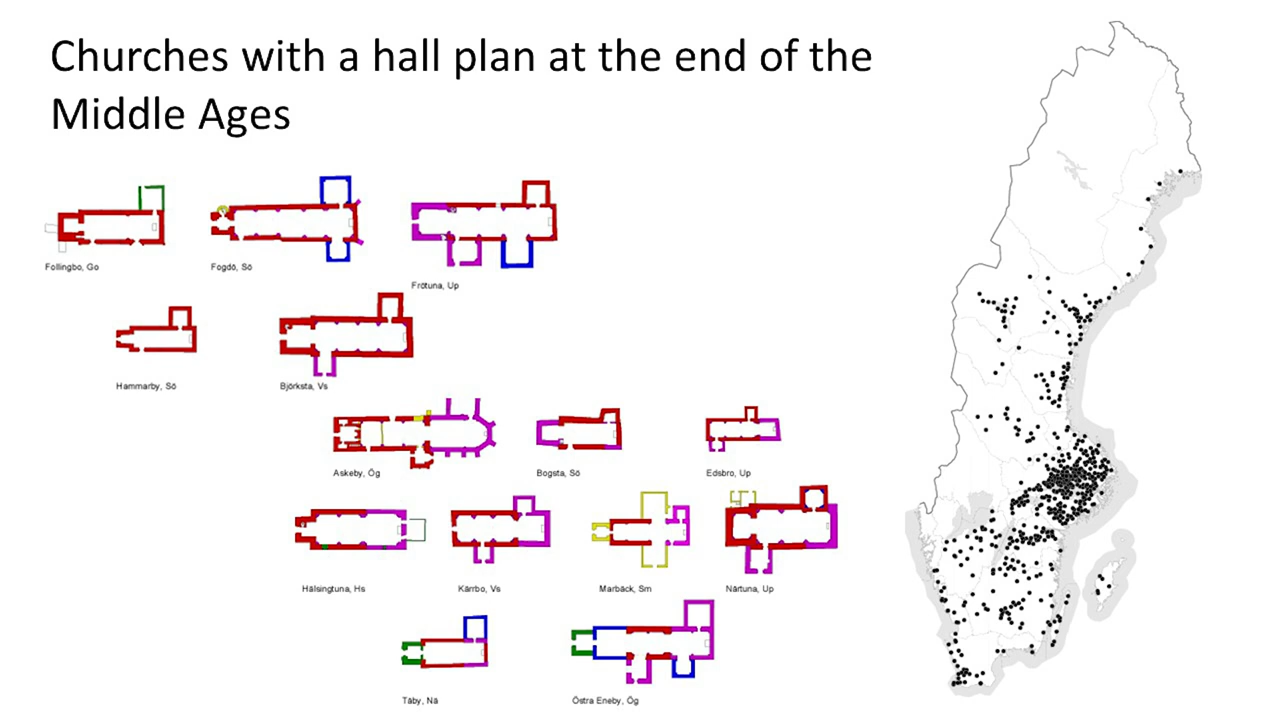 Churches with a hall plan at the end of the
Middle Ages
Follingbo, Go
Fogdö, Sö
Frötuna, Up
Hammarby, Sö
Björksta, Vs
Askeby, Ög
Bogsta, Sö
Edsbro, Up
Hälsingtuna, Hs
Kärrbo, Vs
Marbäck, Sm
Närtuna, Up
Täby, Nä
Östra Eneby, Ög